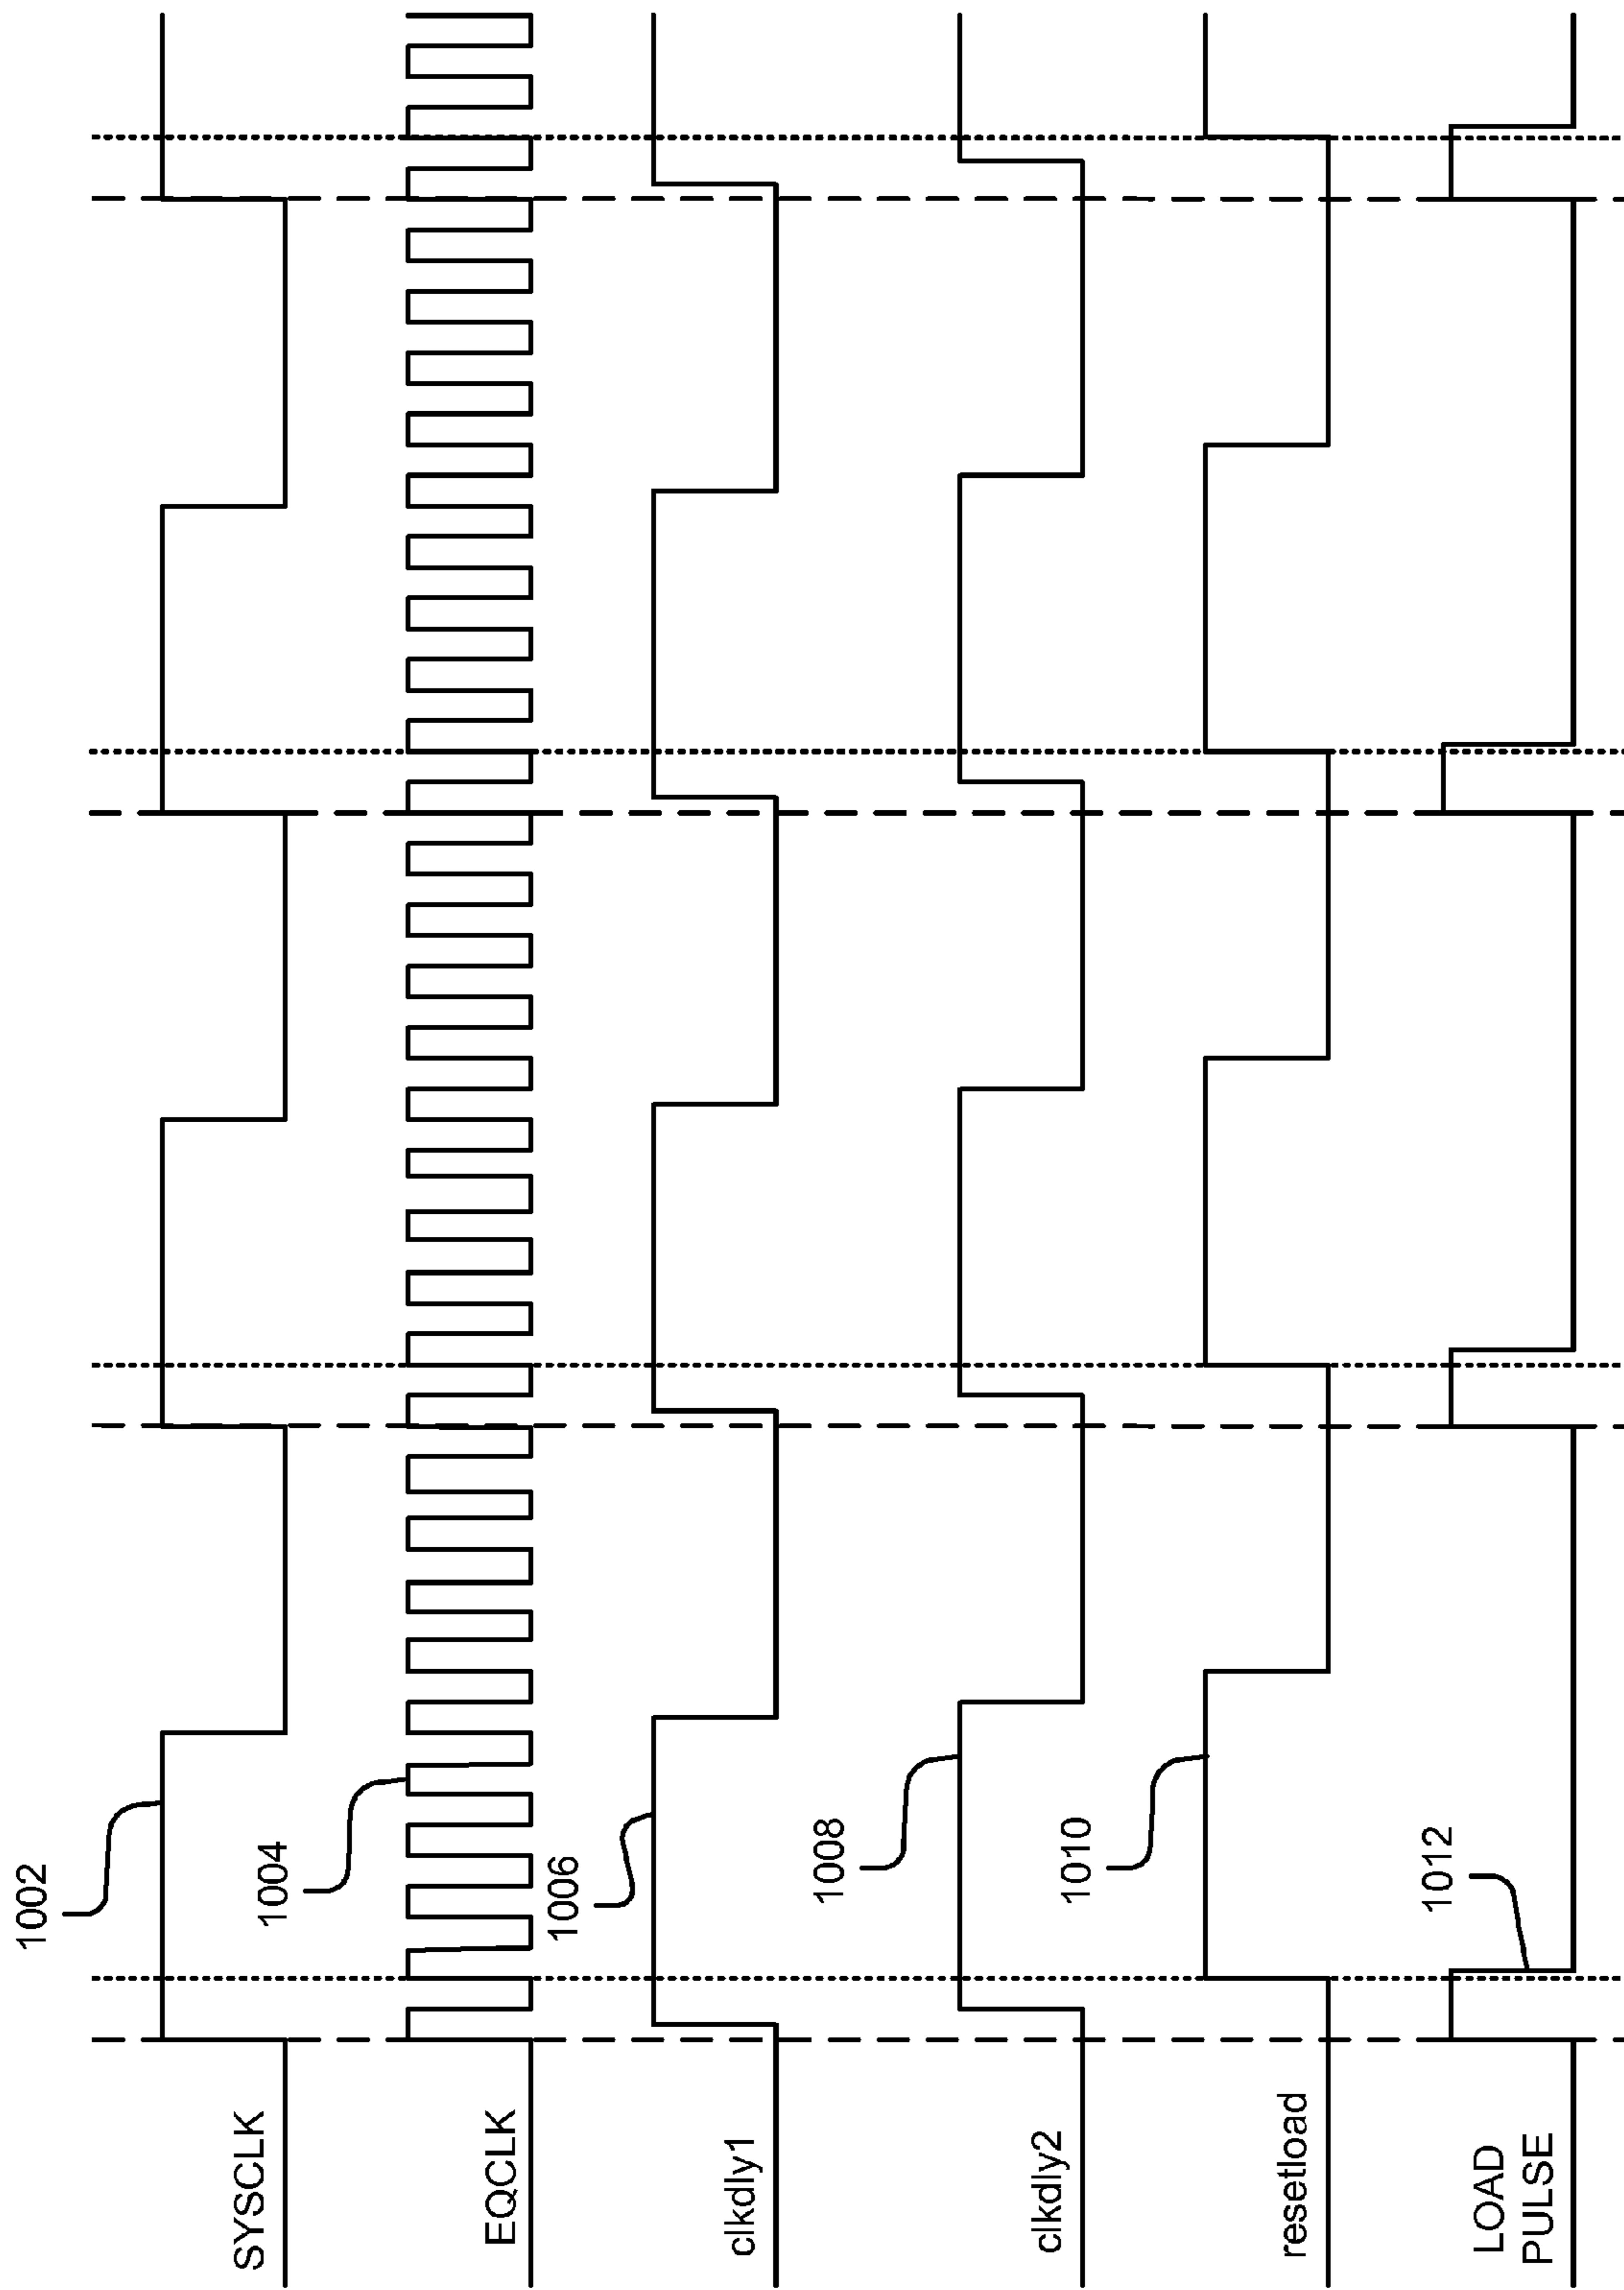 1002
SYSCLK
1004
EQCLK
1006
clkdly1
1008
clkdly2
1010
resetload
1012
LOAD
PULSE